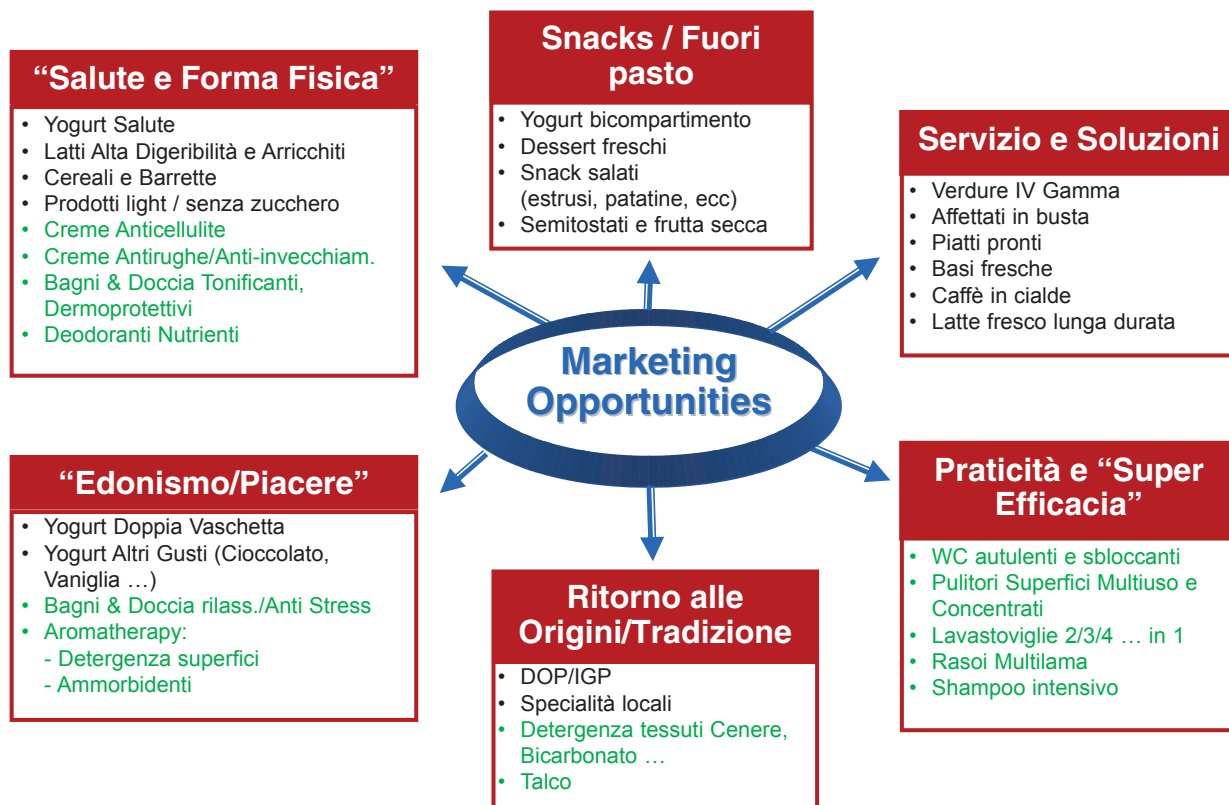 “Salute e Forma Fisica”
• Yogurt Salute
• Latti Alta Digeribilità e Arricchiti
• Cereali e Barrette
• Prodotti light / senza zucchero
• Creme Anticellulite
• Creme Antirughe/Anti-invecchiam.
• Bagni & Doccia Tonificanti,
Dermoprotettivi
• Deodoranti Nutrienti
Snacks / Fuori
pasto
• Yogurt bicompartimento
• Dessert freschi
• Snack salati
(estrusi, patatine, ecc)
• Semitostati e frutta secca
Servizio e Soluzioni
• Verdure IV Gamma
• Affettati in busta
• Piatti pronti
• Basi fresche
• Caffè in cialde
• Latte fresco lunga durata
Marketing
Opportunities
“Edonismo/Piacere”
• Yogurt Doppia Vaschetta
• Yogurt Altri Gusti (Cioccolato,
Vaniglia …)
• Bagni & Doccia rilass./Anti Stress
• Aromatherapy:
- Detergenza superfici
- Ammorbidenti
Ritorno alle
Origini/Tradizione
• DOP/IGP
• Specialità locali
• Detergenza tessuti Cenere,
Bicarbonato …
• Talco
Praticità e “Super
Efficacia”
• WC autulenti e sbloccanti
• Pulitori Superfici Multiuso e
Concentrati
• Lavastoviglie 2/3/4 … in 1
• Rasoi Multilama
• Shampoo intensivo